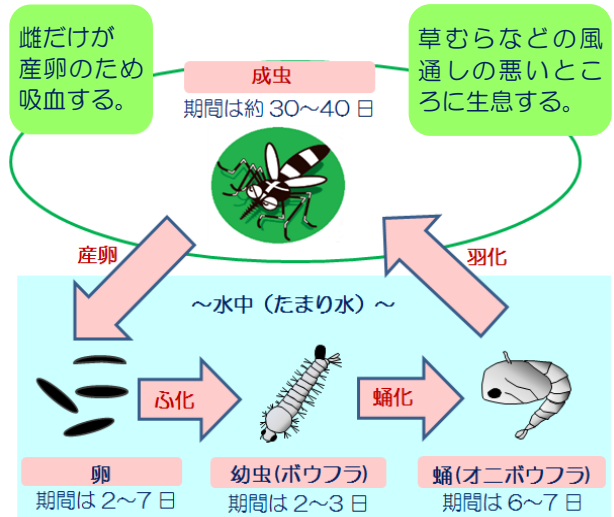 雌だけが
産卵のため
吸血する。
成虫
期間は約30～40日
草むらなどの風
通しの悪いとこ
ろに生息する。
産卵
羽化
～水中（たまり水）～
ふ化
蛹化
卵
期間は2～7日
幼虫(ボウフラ)
期間は2～3日
蛹(オニボウフラ)
期間は6～7日